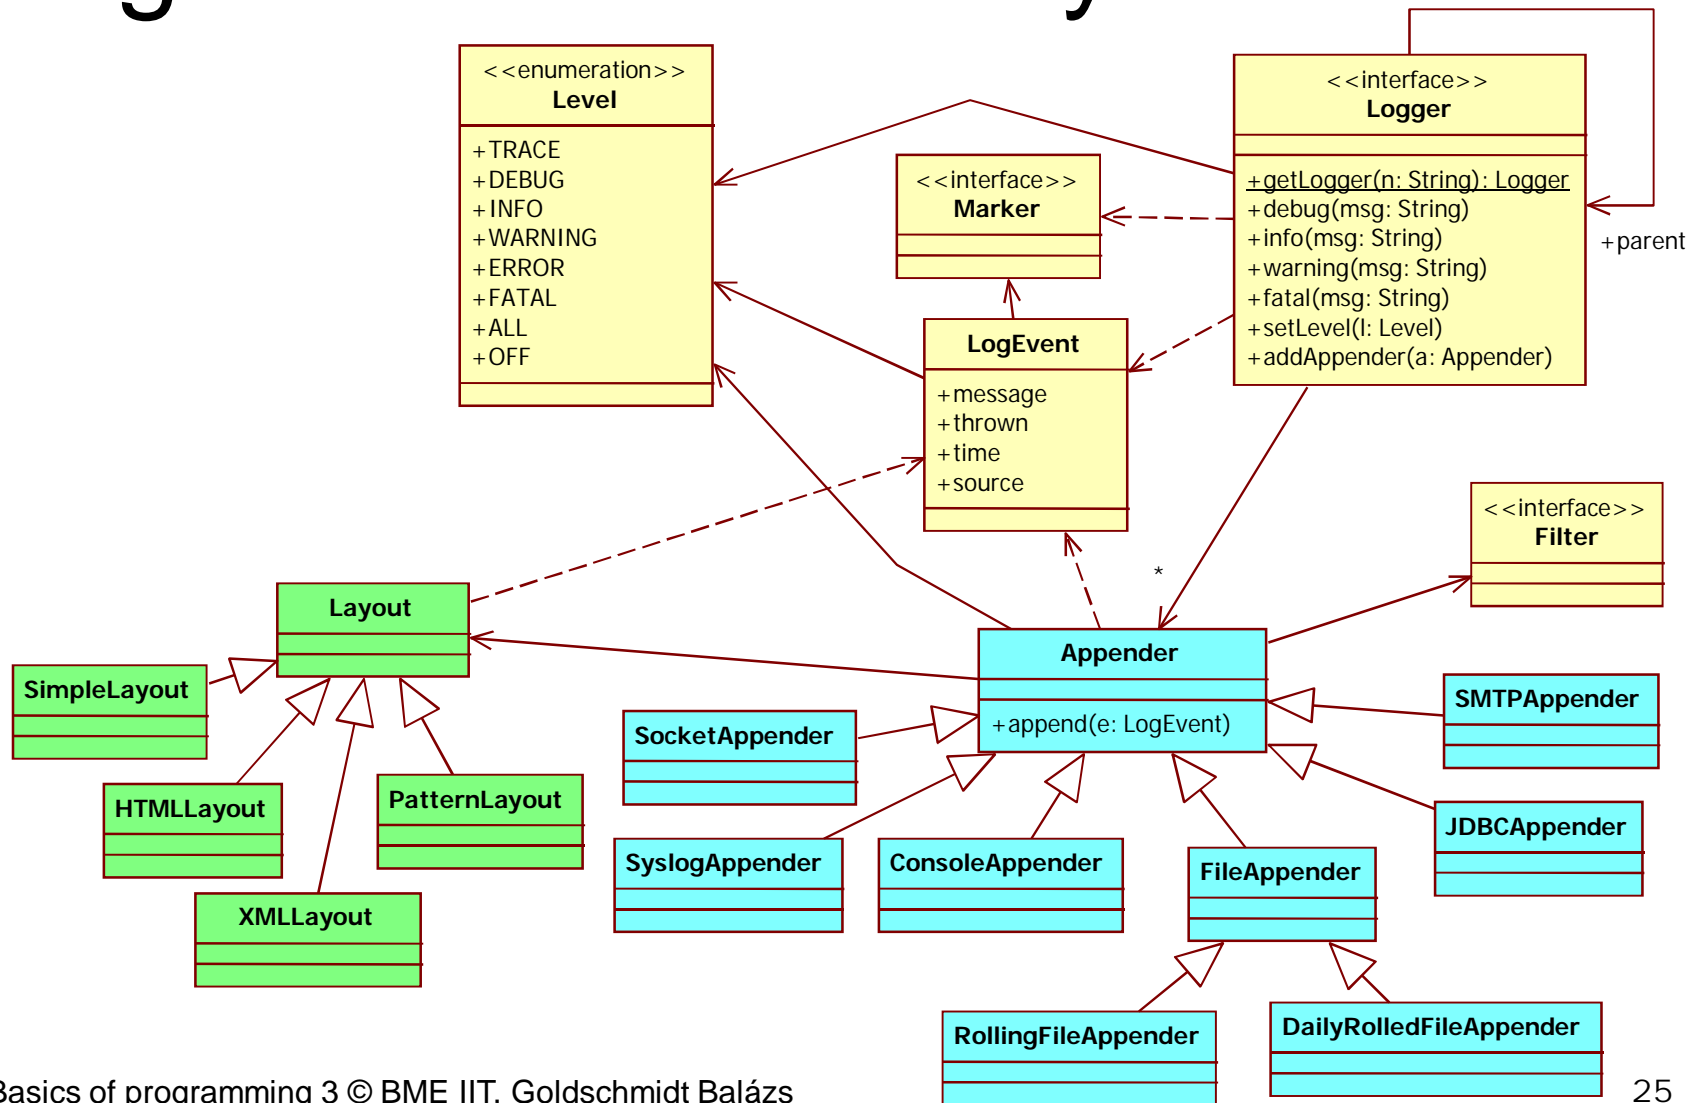 <<enumeration>>
Level
+TRACE
+DEBUG
+INFO
+WARNING
+ERROR
+FATAL
+ALL
+OFF
<<interface>>
Marker
<<interface>>
Logger
+getLogger(n: String): Logger
+debug(msg: String)
+info(msg: String)
+warning(msg: String)
+fatal(msg: String)
+setLevel(l: Level)
+addAppender(a: Appender)
+parent
LogEvent
+message
+thrown
+time
+source
<<interface>>
Filter
*
Layout
Appender
+append(e: LogEvent)
SimpleLayout
HTMLLayout
XMLLayout
PatternLayout
SocketAppender
SyslogAppender
ConsoleAppender
FileAppender
SMTPAppender
JDBCAppender
RollingFileAppender
DailyRolledFileAppender
Basics of programming 3 © BME IIT, Goldschmidt Balázs
25